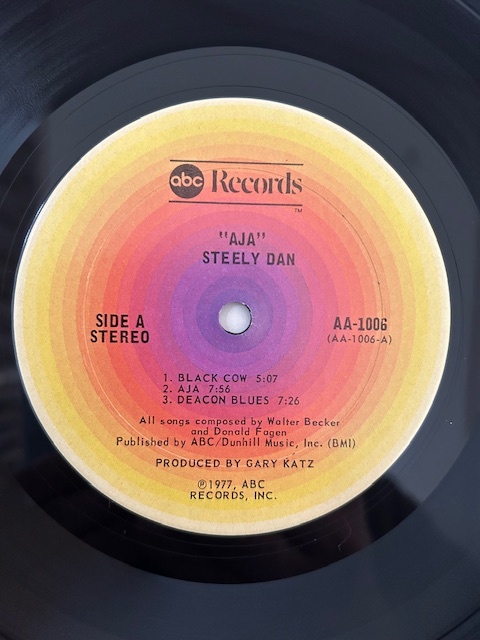 abc Records
TM
"AJA"
STEELY DAN
SIDE A
STEREO
AA-1006
(AA-1006-A)
1. BLACK COW 5:07
2. AJA 7:56
3. DEACON BLUES 7:26
All songs composed by Walter Becker
and Donald Fagen
Published by ABC/Dunhill Music, Inc. (BMI)
PRODUCED BY GARY KATZ
℗1977, ABC
RECORDS, INC.